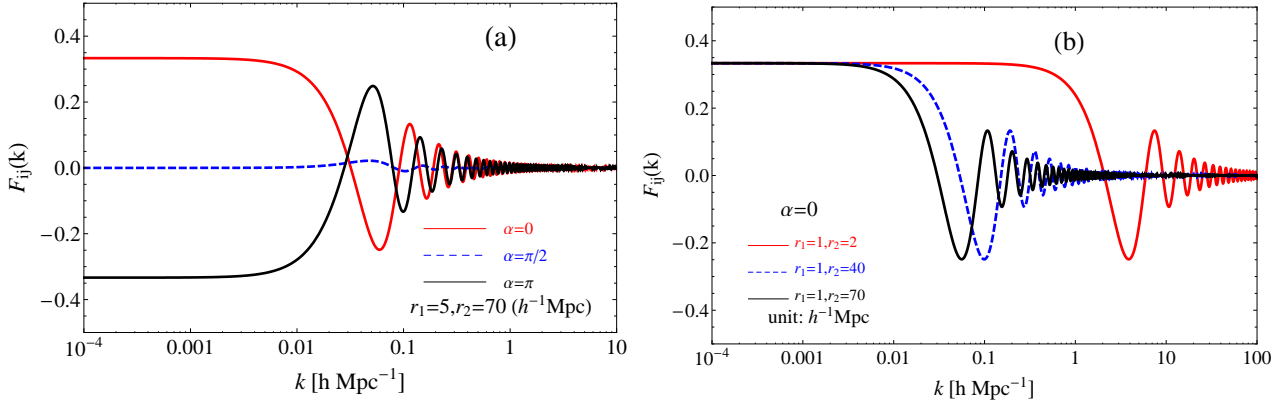 (a)
0.4
0.2
0.0
−0.2
−0.4
F_ij(k)
α=0
α=π/2
α=π
r₁=5,r₂=70 (h⁻¹Mpc)
10⁻⁴ 0.001 0.01 0.1 1 10
k [h Mpc⁻¹]
(b)
0.4
0.2
0.0
−0.2
−0.4
F_ij(k)
α=0
r₁=1,r₂=2
r₁=1,r₂=40
r₁=1,r₂=70
unit: h⁻¹Mpc
10⁻⁴ 0.001 0.01 0.1 1 10 100
k [h Mpc⁻¹]